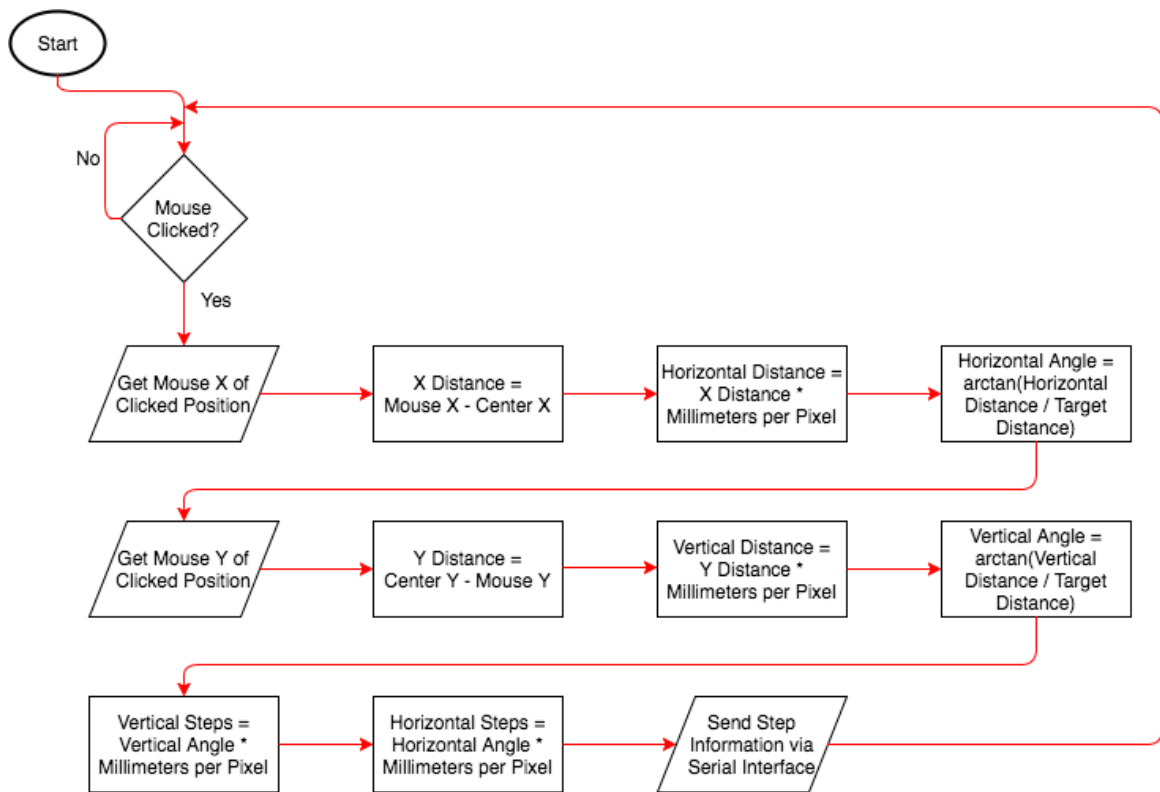 Start
No
Mouse
Clicked?
Yes
Get Mouse X of
Clicked Position
X Distance =
Mouse X - Center X
Horizontal Distance =
X Distance *
Millimeters per Pixel
Horizontal Angle =
arctan(Horizontal
Distance / Target
Distance)
Get Mouse Y of
Clicked Position
Y Distance =
Center Y - Mouse Y
Vertical Distance =
Y Distance *
Millimeters per Pixel
Vertical Angle =
arctan(Vertical
Distance / Target
Distance)
Vertical Steps =
Vertical Angle *
Millimeters per Pixel
Horizontal Steps =
Horizontal Angle *
Millimeters per Pixel
Send Step
Information via
Serial Interface